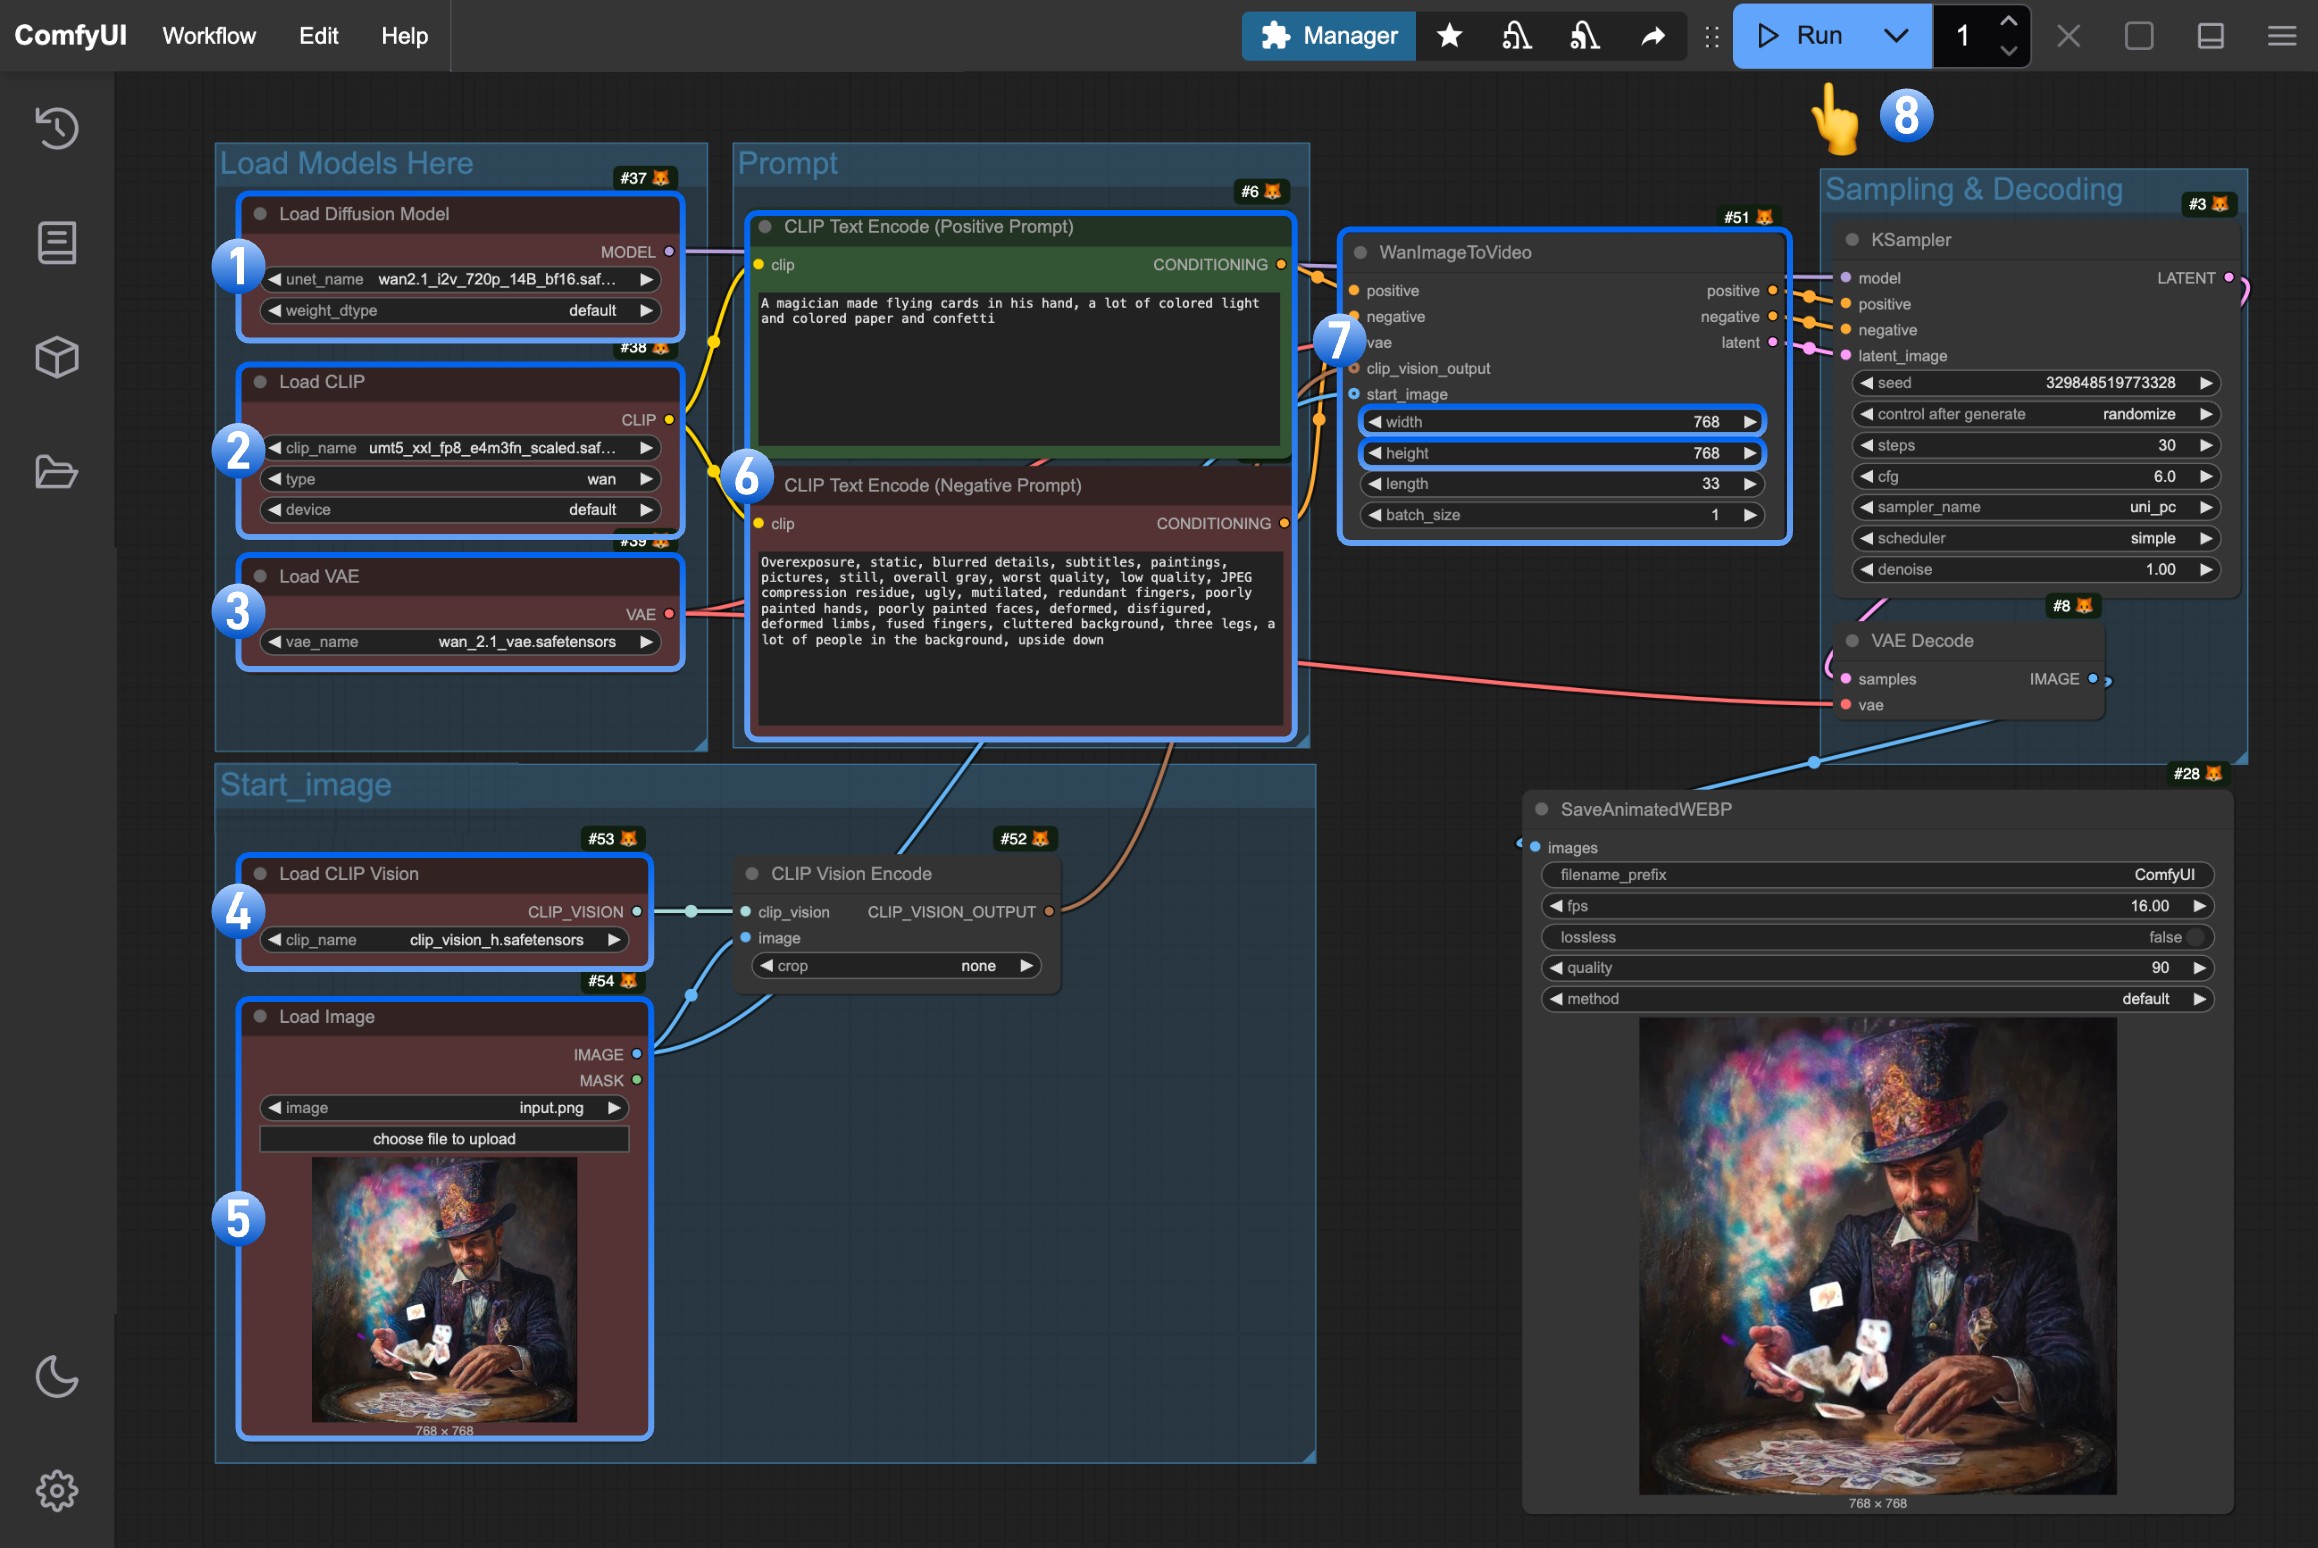 ComfyUI
Workflow
Edit
Help
Manager
Run
1
8
Load Models Here
#37
Load Diffusion Model
MODEL
1
unet_name wan2.1_i2v_720p_14B_bf16.saf...
weight_dtype default
#38
Load CLIP
CLIP
2
clip_name umt5_xxl_fp8_e4m3fn_scaled.saf...
type wan
device default
#39
Load VAE
VAE
3
vae_name wan_2.1_vae.safetensors
Prompt
#6
CLIP Text Encode (Positive Prompt)
clip CONDITIONING
A magician made flying cards in his hand, a lot of colored light
and colored paper and confetti
6
CLIP Text Encode (Negative Prompt)
clip CONDITIONING
Overexposure, static, blurred details, subtitles, paintings,
pictures, still, overall gray, worst quality, low quality, JPEG
compression residue, ugly, mutilated, redundant fingers, poorly
painted hands, poorly painted faces, deformed, disfigured,
deformed limbs, fused fingers, cluttered background, three legs, a
lot of people in the background, upside down
#51
WanImageToVideo
positive positive
negative negative
7
vae latent
clip_vision_output
start_image
width 768
height 768
length 33
batch_size 1
Sampling & Decoding
#3
KSampler
model LATENT
positive
negative
latent_image
seed 329848519773328
control after generate randomize
steps 30
cfg 6.0
sampler_name uni_pc
scheduler simple
denoise 1.00
#8
VAE Decode
samples IMAGE
vae
Start_image
#53
Load CLIP Vision
CLIP_VISION
4
clip_name clip_vision_h.safetensors
#52
CLIP Vision Encode
clip_vision CLIP_VISION_OUTPUT
image
crop none
#54
Load Image
IMAGE
MASK
image input.png
choose file to upload
5
768 × 768
#28
SaveAnimatedWEBP
images
filename_prefix ComfyUI
fps 16.00
lossless false
quality 90
method default
768 × 768